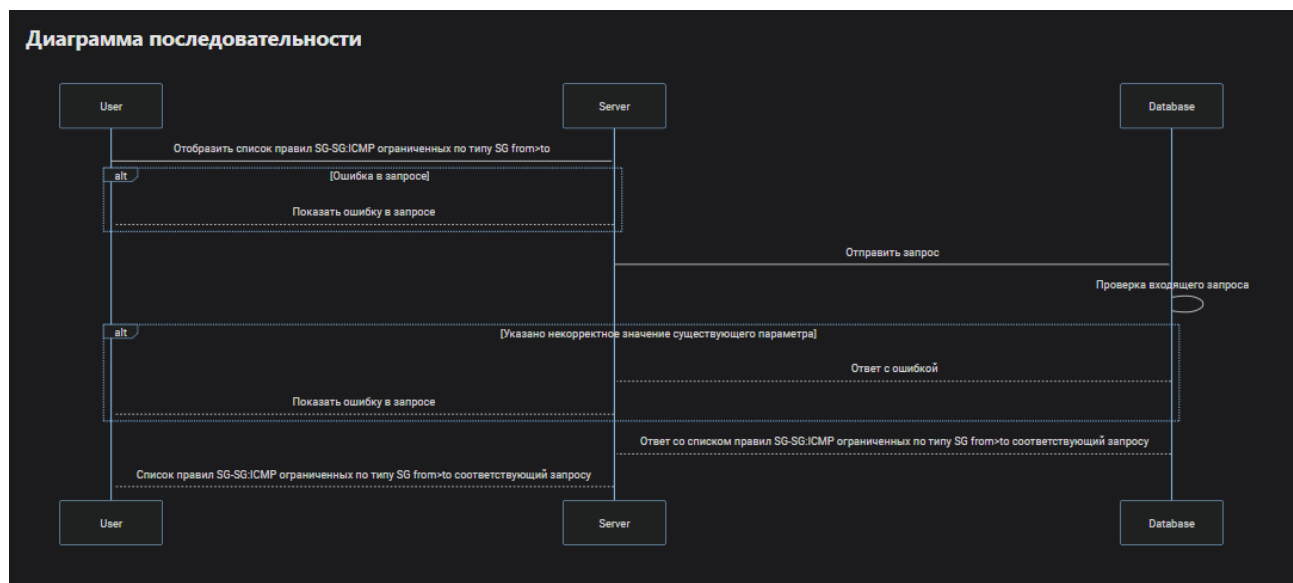 Диаграмма последовательности
User
Server
Database
Отобразить список правил SG-SG:ICMP ограниченных по типу SG from>to
alt
[Ошибка в запросе]
Показать ошибку в запросе
Отправить запрос
Проверка входящего запроса
alt
[Указано некорректное значение существующего параметра]
Ответ с ошибкой
Показать ошибку в запросе
Ответ со списком правил SG-SG:ICMP ограниченных по типу SG from>to соответствующий запросу
Список правил SG-SG:ICMP ограниченных по типу SG from>to соответствующий запросу
User
Server
Database